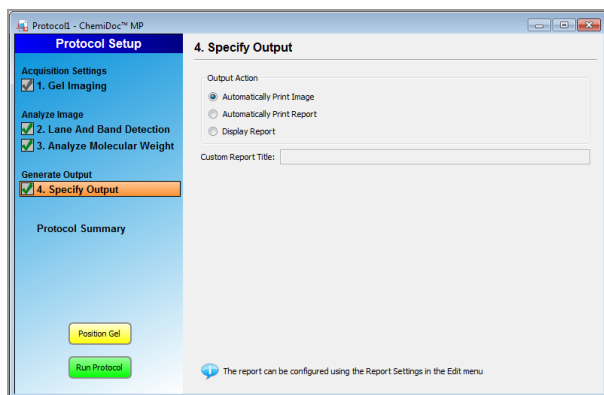 Protocol1 - ChemiDoc™ MP
Protocol Setup
Acquisition Settings
1. Gel Imaging
Analyze Image
2. Lane And Band Detection
3. Analyze Molecular Weight
Generate Output
4. Specify Output
Protocol Summary
Position Gel
Run Protocol
4. Specify Output
Output Action
Automatically Print Image
Automatically Print Report
Display Report
Custom Report Title:
The report can be configured using the Report Settings in the Edit menu